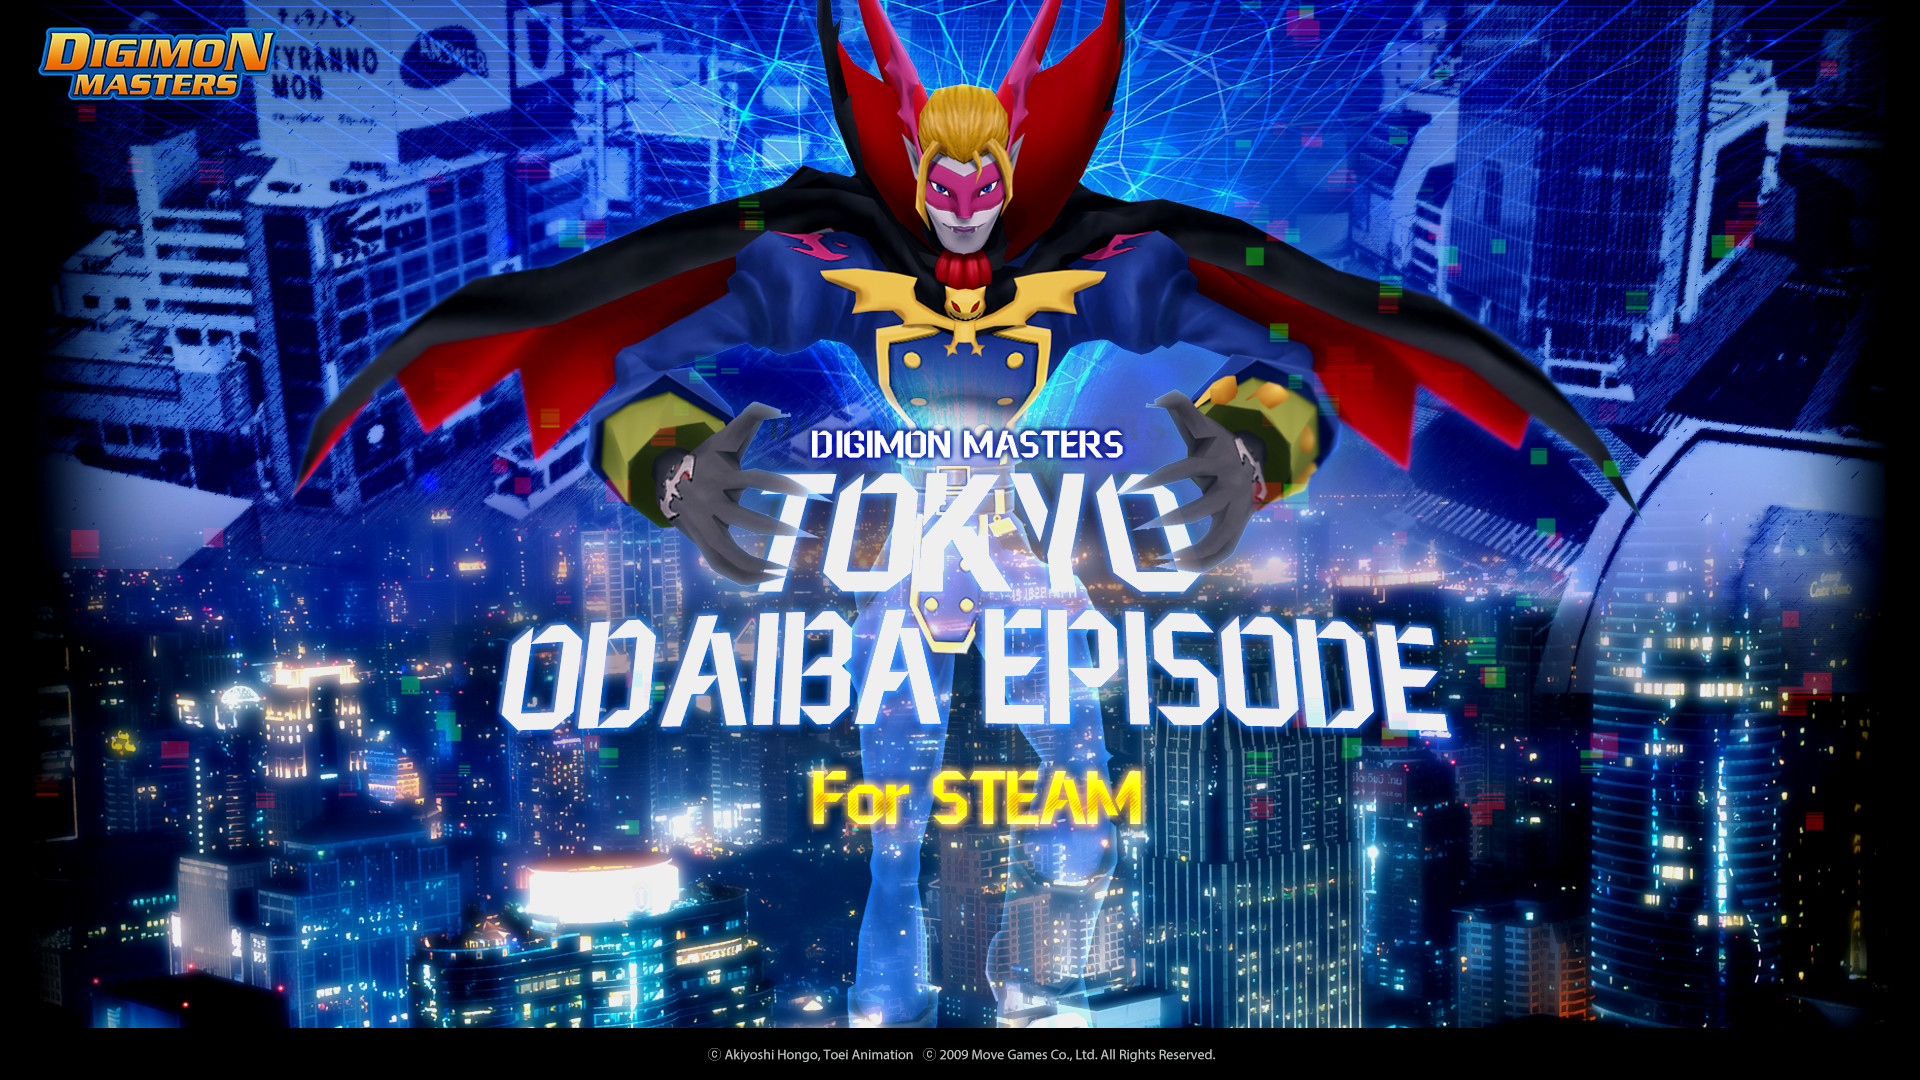 DIGIMON
MASTERS
TYRANNO
MON
ANSWER
DIGIMON MASTERS
TOKYO
ODAIBA EPISODE
For STEAM
ⓒ Akiyoshi Hongo, Toei Animation ⓒ 2009 Move Games Co., Ltd. All Rights Reserved.